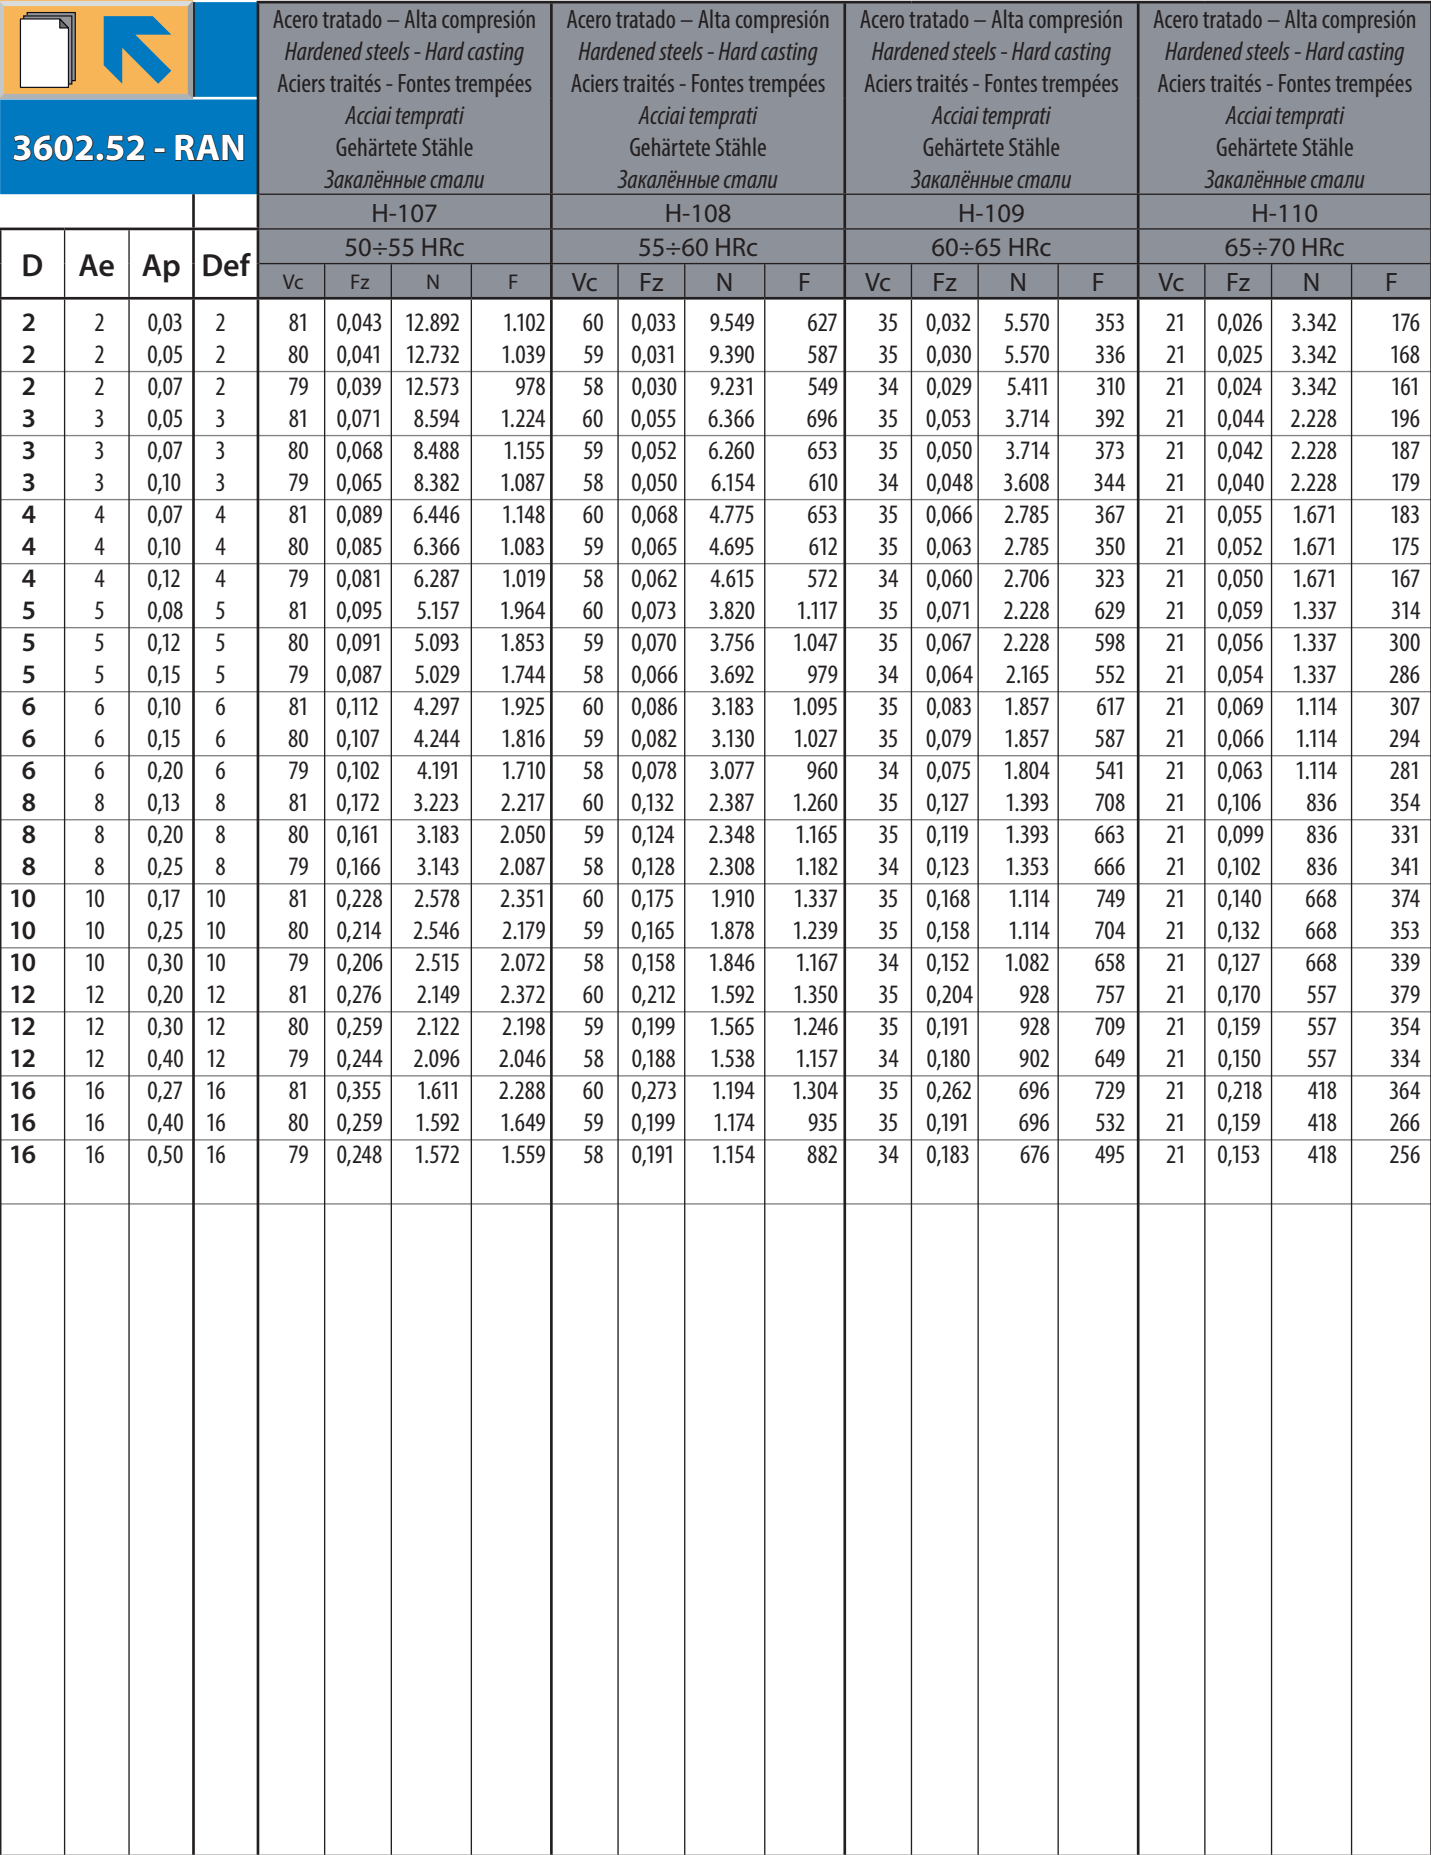 Acero tratado – Alta compresión Acero tratado – Alta compresión Acero tratado – Alta compresión Acero tratado – Alta compresión
Hardened steels - Hard casting Hardened steels - Hard casting Hardened steels - Hard casting Hardened steels - Hard casting
Aciers traités - Fontes trempées Aciers traités - Fontes trempées Aciers traités - Fontes trempées Aciers traités - Fontes trempées
Acciai temprati Acciai temprati Acciai temprati Acciai temprati
3602.52 - RAN Gehärtete Stähle Gehärtete Stähle Gehärtete Stähle Gehärtete Stähle
Закалённые стали Закалённые стали Закалённые стали Закалённые стали
H-107 H-108 H-109 H-110
50÷55 HRc 55÷60 HRc 60÷65 HRc 65÷70 HRc
D Ae Ap Def Vc Fz N F Vc Fz N F Vc Fz N F Vc Fz N F
2 2 0,03 2 81 0,043 12.892 1.102 60 0,033 9.549 627 35 0,032 5.570 353 21 0,026 3.342 176
2 2 0,05 2 80 0,041 12.732 1.039 59 0,031 9.390 587 35 0,030 5.570 336 21 0,025 3.342 168
2 2 0,07 2 79 0,039 12.573 978 58 0,030 9.231 549 34 0,029 5.411 310 21 0,024 3.342 161
3 3 0,05 3 81 0,071 8.594 1.224 60 0,055 6.366 696 35 0,053 3.714 392 21 0,044 2.228 196
3 3 0,07 3 80 0,068 8.488 1.155 59 0,052 6.260 653 35 0,050 3.714 373 21 0,042 2.228 187
3 3 0,10 3 79 0,065 8.382 1.087 58 0,050 6.154 610 34 0,048 3.608 344 21 0,040 2.228 179
4 4 0,07 4 81 0,089 6.446 1.148 60 0,068 4.775 653 35 0,066 2.785 367 21 0,055 1.671 183
4 4 0,10 4 80 0,085 6.366 1.083 59 0,065 4.695 612 35 0,063 2.785 350 21 0,052 1.671 175
4 4 0,12 4 79 0,081 6.287 1.019 58 0,062 4.615 572 34 0,060 2.706 323 21 0,050 1.671 167
5 5 0,08 5 81 0,095 5.157 1.964 60 0,073 3.820 1.117 35 0,071 2.228 629 21 0,059 1.337 314
5 5 0,12 5 80 0,091 5.093 1.853 59 0,070 3.756 1.047 35 0,067 2.228 598 21 0,056 1.337 300
5 5 0,15 5 79 0,087 5.029 1.744 58 0,066 3.692 979 34 0,064 2.165 552 21 0,054 1.337 286
6 6 0,10 6 81 0,112 4.297 1.925 60 0,086 3.183 1.095 35 0,083 1.857 617 21 0,069 1.114 307
6 6 0,15 6 80 0,107 4.244 1.816 59 0,082 3.130 1.027 35 0,079 1.857 587 21 0,066 1.114 294
6 6 0,20 6 79 0,102 4.191 1.710 58 0,078 3.077 960 34 0,075 1.804 541 21 0,063 1.114 281
8 8 0,13 8 81 0,172 3.223 2.217 60 0,132 2.387 1.260 35 0,127 1.393 708 21 0,106 836 354
8 8 0,20 8 80 0,161 3.183 2.050 59 0,124 2.348 1.165 35 0,119 1.393 663 21 0,099 836 331
8 8 0,25 8 79 0,166 3.143 2.087 58 0,128 2.308 1.182 34 0,123 1.353 666 21 0,102 836 341
10 10 0,17 10 81 0,228 2.578 2.351 60 0,175 1.910 1.337 35 0,168 1.114 749 21 0,140 668 374
10 10 0,25 10 80 0,214 2.546 2.179 59 0,165 1.878 1.239 35 0,158 1.114 704 21 0,132 668 353
10 10 0,30 10 79 0,206 2.515 2.072 58 0,158 1.846 1.167 34 0,152 1.082 658 21 0,127 668 339
12 12 0,20 12 81 0,276 2.149 2.372 60 0,212 1.592 1.350 35 0,204 928 757 21 0,170 557 379
12 12 0,30 12 80 0,259 2.122 2.198 59 0,199 1.565 1.246 35 0,191 928 709 21 0,159 557 354
12 12 0,40 12 79 0,244 2.096 2.046 58 0,188 1.538 1.157 34 0,180 902 649 21 0,150 557 334
16 16 0,27 16 81 0,355 1.611 2.288 60 0,273 1.194 1.304 35 0,262 696 729 21 0,218 418 364
16 16 0,40 16 80 0,259 1.592 1.649 59 0,199 1.174 935 35 0,191 696 532 21 0,159 418 266
16 16 0,50 16 79 0,248 1.572 1.559 58 0,191 1.154 882 34 0,183 676 495 21 0,153 418 256